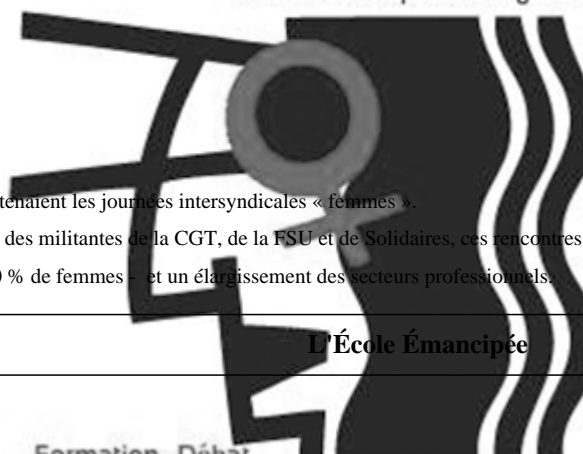 tenaient les journées intersyndicales « femmes ».
des militantes de la CGT, de la FSU et de Solidaires, ces rencontres
% de femmes - et un élargissement des secteurs professionnels.
L'École Émancipée
Formation Débat